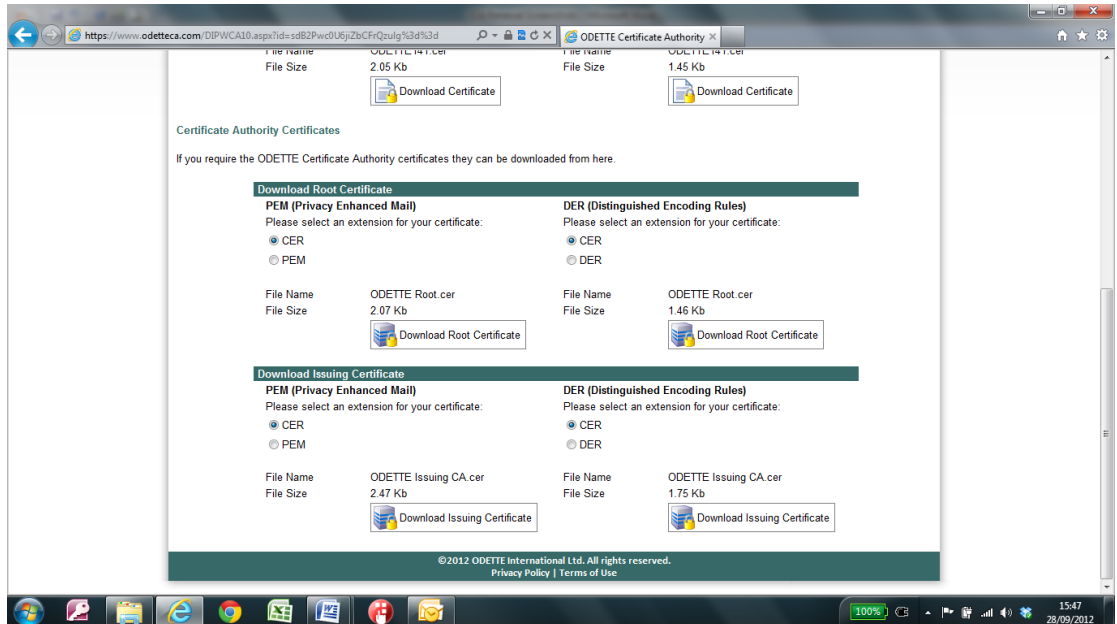 https://www.odetteca.com/DIPWCA10.aspx?id=sdB2Pwc0U6jiZbCFrQzuIg%3d%3d
ODETTE Certificate Authority
File Name ODETTE141.cer File Name ODETTE141.cer
File Size 2.05 Kb File Size 1.45 Kb
Download Certificate Download Certificate
Certificate Authority Certificates
If you require the ODETTE Certificate Authority certificates they can be downloaded from here.
Download Root Certificate
PEM (Privacy Enhanced Mail) DER (Distinguished Encoding Rules)
Please select an extension for your certificate: Please select an extension for your certificate:
CER CER
PEM DER
File Name ODETTE Root.cer File Name ODETTE Root.cer
File Size 2.07 Kb File Size 1.46 Kb
Download Root Certificate Download Root Certificate
Download Issuing Certificate
PEM (Privacy Enhanced Mail) DER (Distinguished Encoding Rules)
Please select an extension for your certificate: Please select an extension for your certificate:
CER CER
PEM DER
File Name ODETTE Issuing CA.cer File Name ODETTE Issuing CA.cer
File Size 2.47 Kb File Size 1.75 Kb
Download Issuing Certificate Download Issuing Certificate
©2012 ODETTE International Ltd. All rights reserved.
Privacy Policy | Terms of Use
100%
15:47
28/09/2012